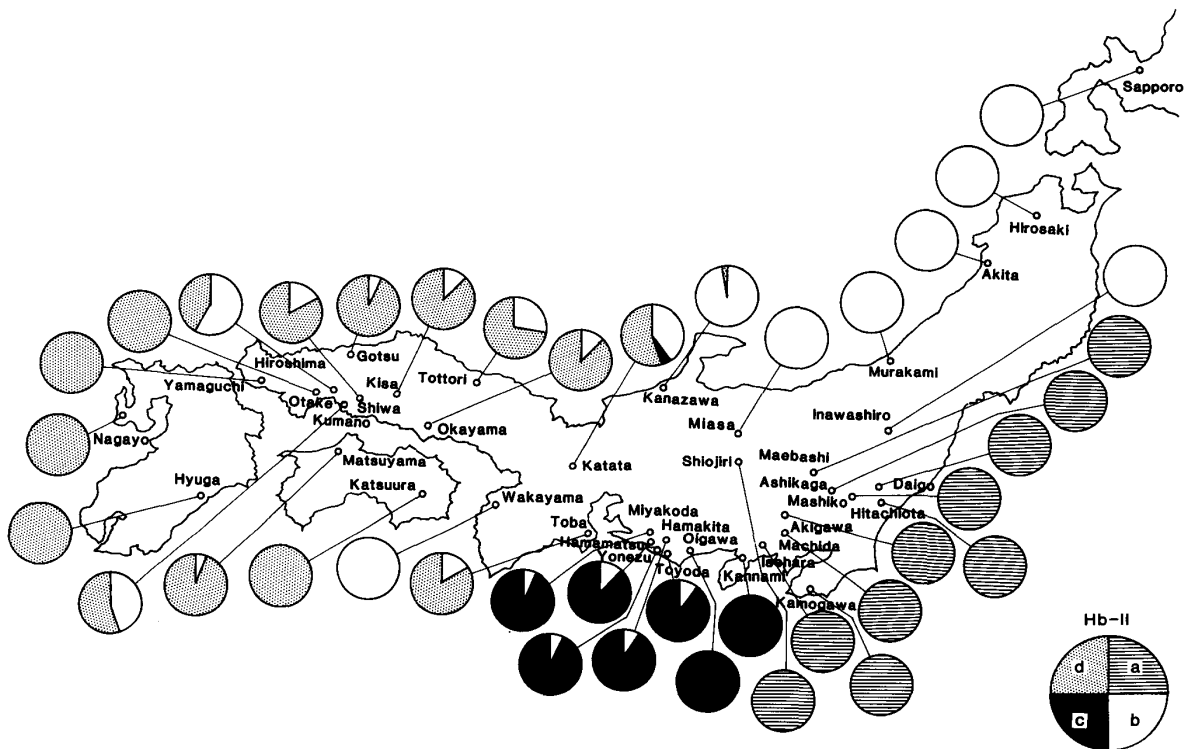 Sapporo
Hirosaki
Akita
Murakami
Gotsu
Hiroshima
Yamaguchi
Kisa
Tottori
Kanazawa
Otake
Shiwa
Kumano
Okayama
Inawashiro
Miasa
Nagayo
Matsuyama
Katata
Shiojiri
Maebashi
Hyuga
Katsuura
Ashikaga
Daigo
Wakayama
Mashiko
Hitachiota
Miyakoda
Toba
Hamakita
Akigawa
Hamamatsu
Oigawa
Machida
Yonezu
Isehara
Toyoda
Kannami
Kamogawa
Hb-II
d a
c b